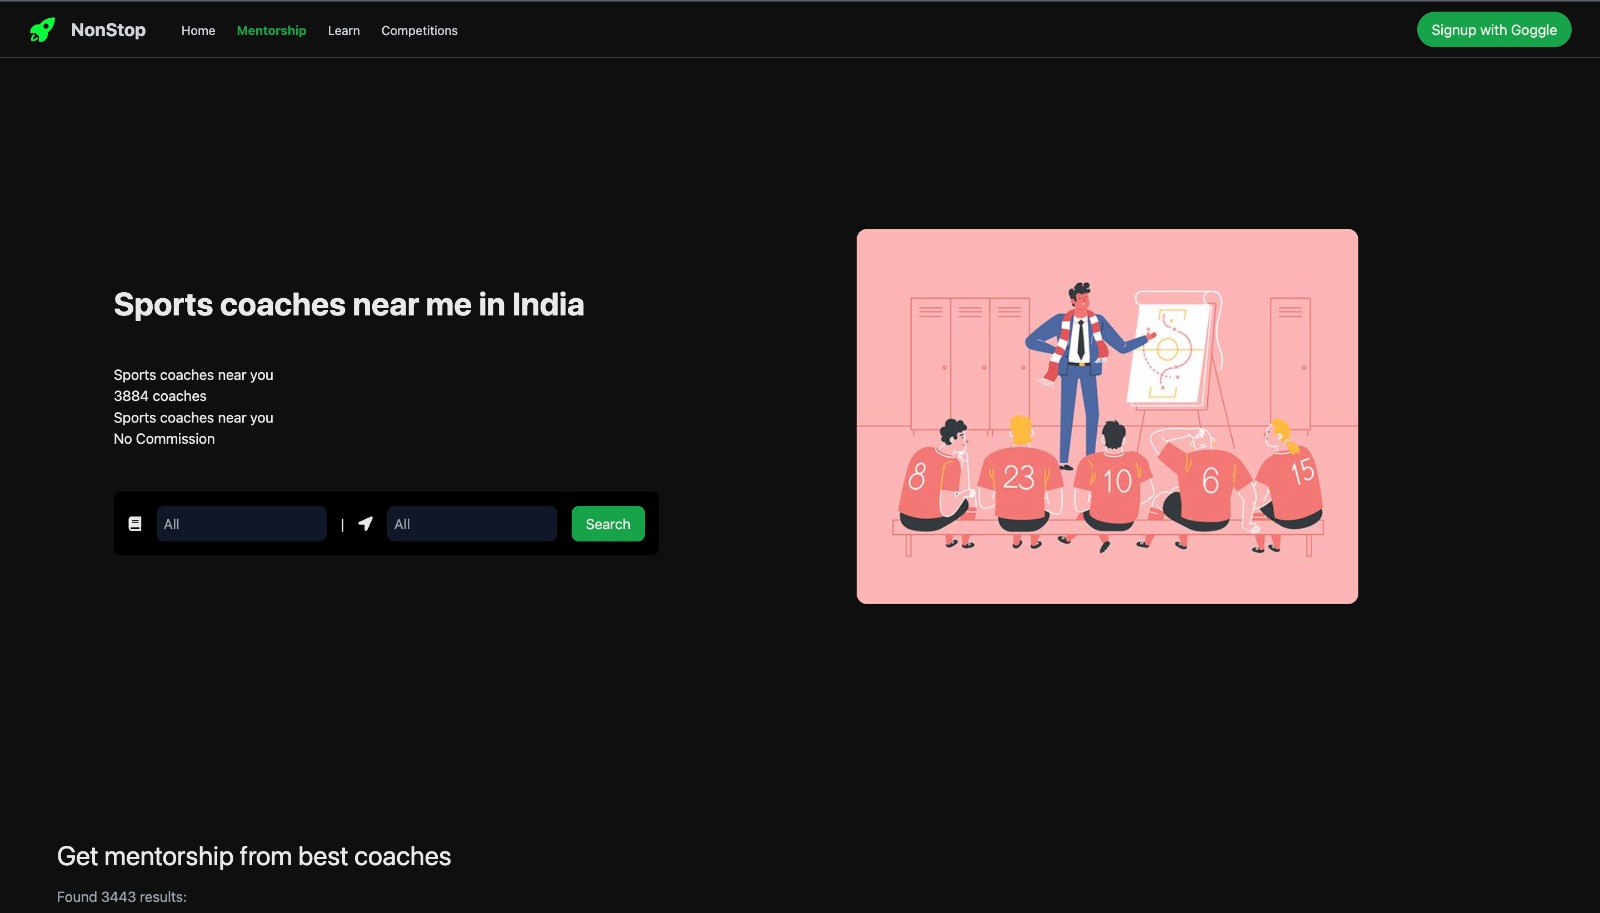 NonStop
Home Mentorship Learn Competitions
Signup with Goggle
Sports coaches near me in India
Sports coaches near you
3884 coaches
Sports coaches near you
No Commission
All | All Search
8 23 10 6 15
Get mentorship from best coaches
Found 3443 results: